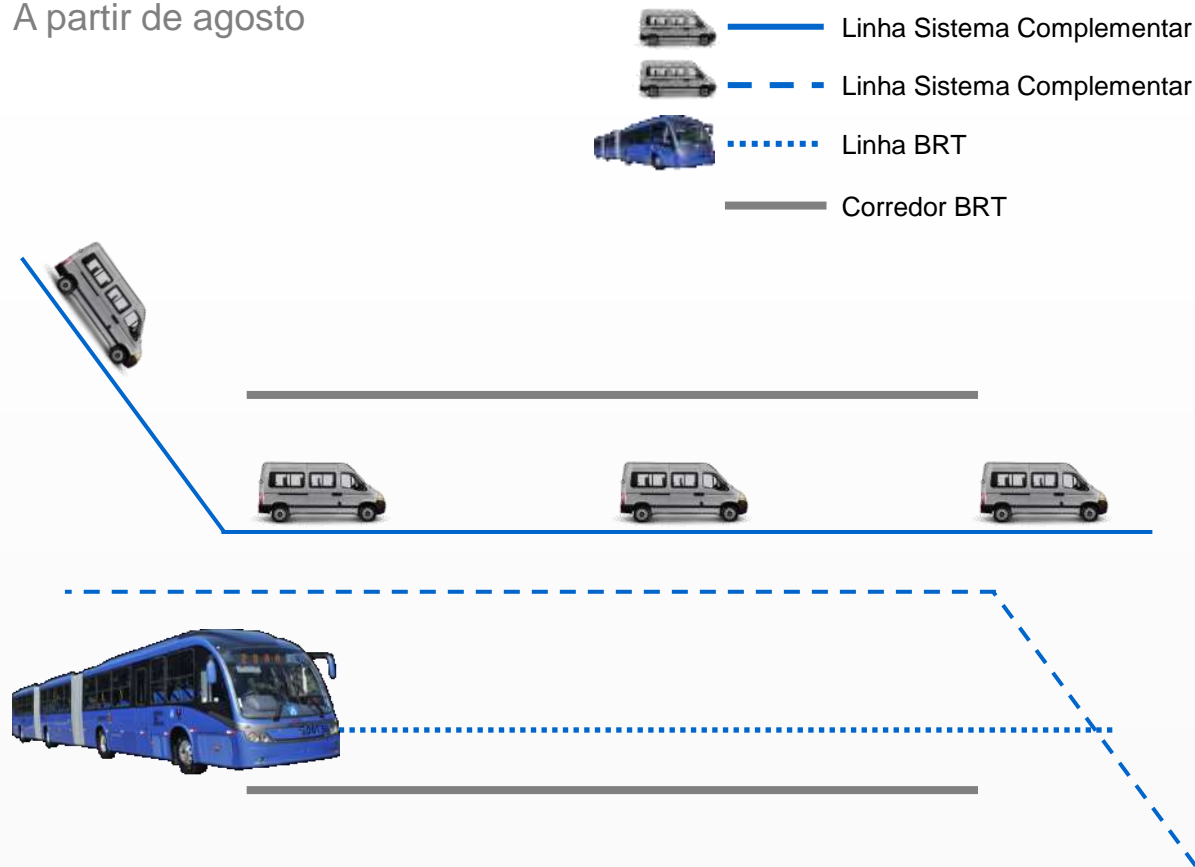 A partir de agosto
Linha Sistema Complementar
Linha Sistema Complementar
Linha BRT
Corredor BRT